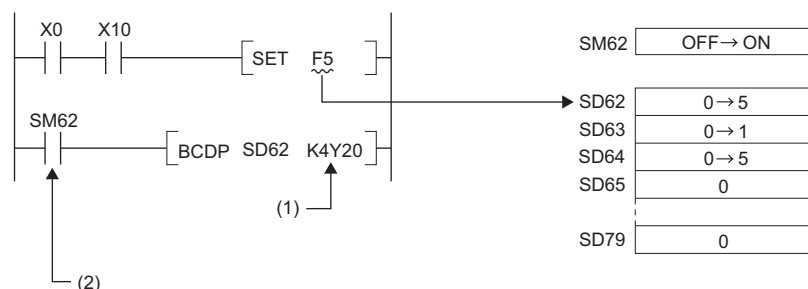 X0 X10
SET F5
SM62
BCDP SD62 K4Y20
(1)
(2)
SM62 OFF→ON
SD62 0→5
SD63 0→1
SD64 0→5
SD65 0
SD79 0